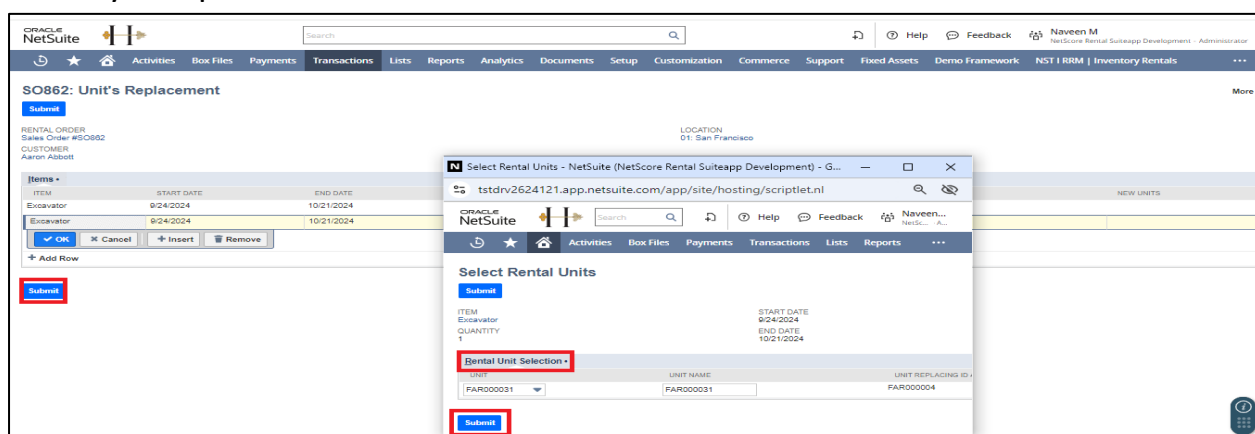 ORACLE
NetSuite
Search
Help
Feedback
Naveen M
NetScore Rental Suiteapp Development - Administrator
Activities Box Files Payments Transactions Lists Reports Analytics Documents Setup Customization Commerce Support Fixed Assets Demo Framework NST I RRM | Inventory Rentals
SO862: Unit's Replacement
More
Submit
RENTAL ORDER
Sales Order #SO862
CUSTOMER
Aaron Abbott
LOCATION
01: San Francisco
Items •
ITEM START DATE END DATE NEW UNITS
Excavator 9/24/2024 10/21/2024
Excavator 9/24/2024 10/21/2024
OK Cancel + Insert Remove
+ Add Row
Submit
Select Rental Units - NetSuite (NetScore Rental Suiteapp Development) - G...
tstdrv2624121.app.netsuite.com/app/site/hosting/scriptlet.nl
ORACLE
NetSuite
Search
Help
Feedback
Naveen...
NetSc... - A...
Activities Box Files Payments Transactions Lists Reports
Select Rental Units
Submit
ITEM
Excavator
QUANTITY
1
START DATE
9/24/2024
END DATE
10/21/2024
Rental Unit Selection •
UNIT UNIT NAME UNIT REPLACING ID
FAR000031 FAR000031 FAR000004
Submit